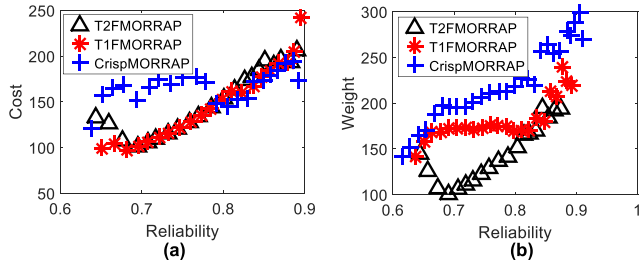 250
200
150
100
50
Cost
T2FMORRAP
T1FMORRAP
CrispMORRAP
0.6 0.7 0.8 0.9
Reliability
(a)
300
250
200
150
100
Weight
T2FMORRAP
T1FMORRAP
CrispMORRAP
0.6 0.7 0.8 0.9 1
Reliability
(b)